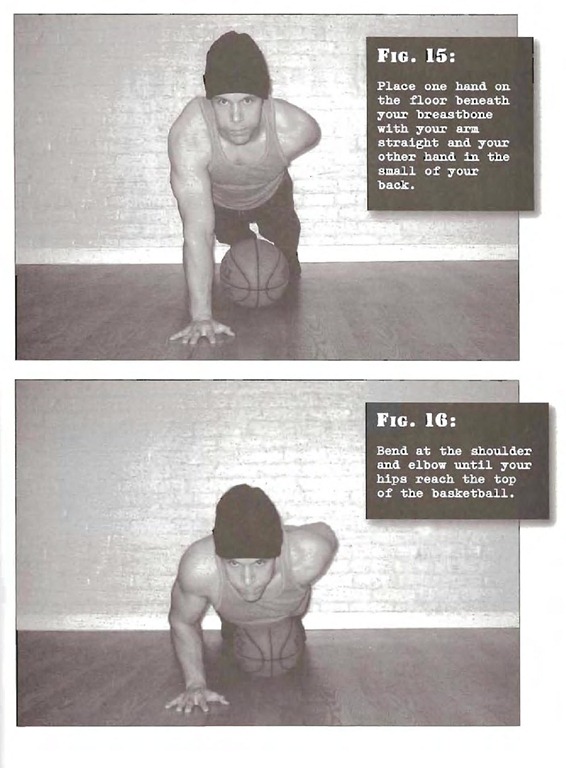 FIG. 15:
Place one hand on
the floor beneath
your breastbone
with your arm
straight and your
other hand in the
small of your
back.
FIG. 16:
Bend at the shoulder
and elbow until your
hips reach the top
of the basketball.